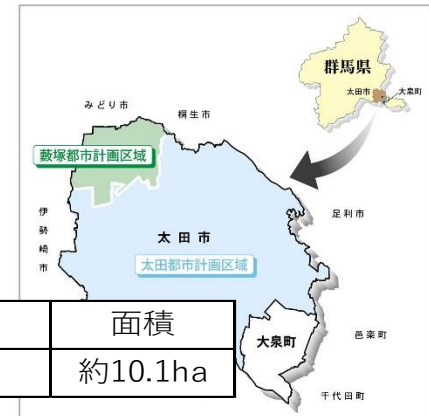 群馬県
太田市
大泉町
みどり市
桐生市
藪塚都市計画区域
伊勢崎市
足利市
太田市
太田都市計画区域
面積
大泉町
邑楽町
約10.1ha
千代田町